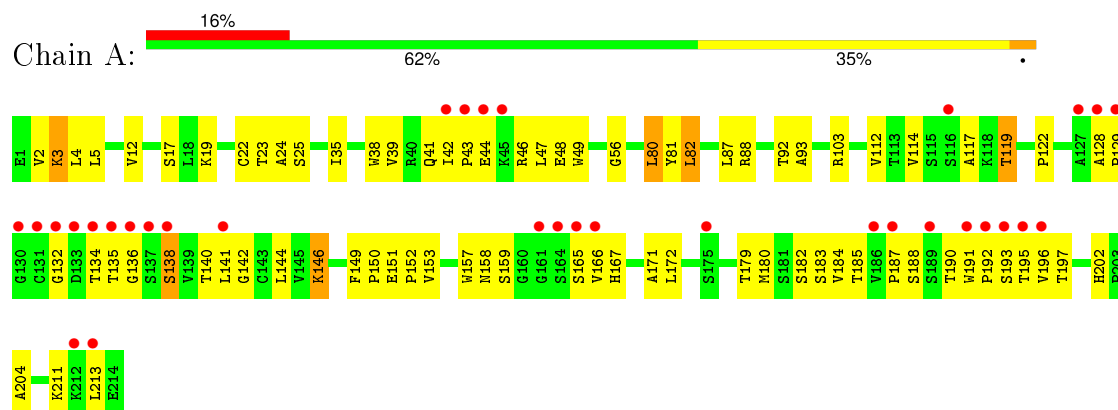 16%
Chain A:
62% 35% •
E1 V2 K3 L4 L5 V12 S17 L18 K19 C22 T23 A24 S25 L35 W38 V39 R40 Q41 I42 P43 E44 K45 R46 L47 E48 W49 G56 L80 Y81 L82 L87 R88 T92 A93 R103 V112 T113 V114 S115 S116 A117 K118 T119 P122 A127 A128
G130 C131 G132 D133 T134 T135 G136 S137 S138 V139 T140 L141 G142 C143 L144 V145 K146 F149 P150 E151 P152 V153 W157 N158 S159 G160 G161 S164 S165 V166 H167 A171 L172 S175 T179 M180 S181 S182 S183 V184 T185 V186 P187 S188 S189 T190 W191 P192 S193 T195 V196 T197 H202
A204 K211 K212 L213 E214